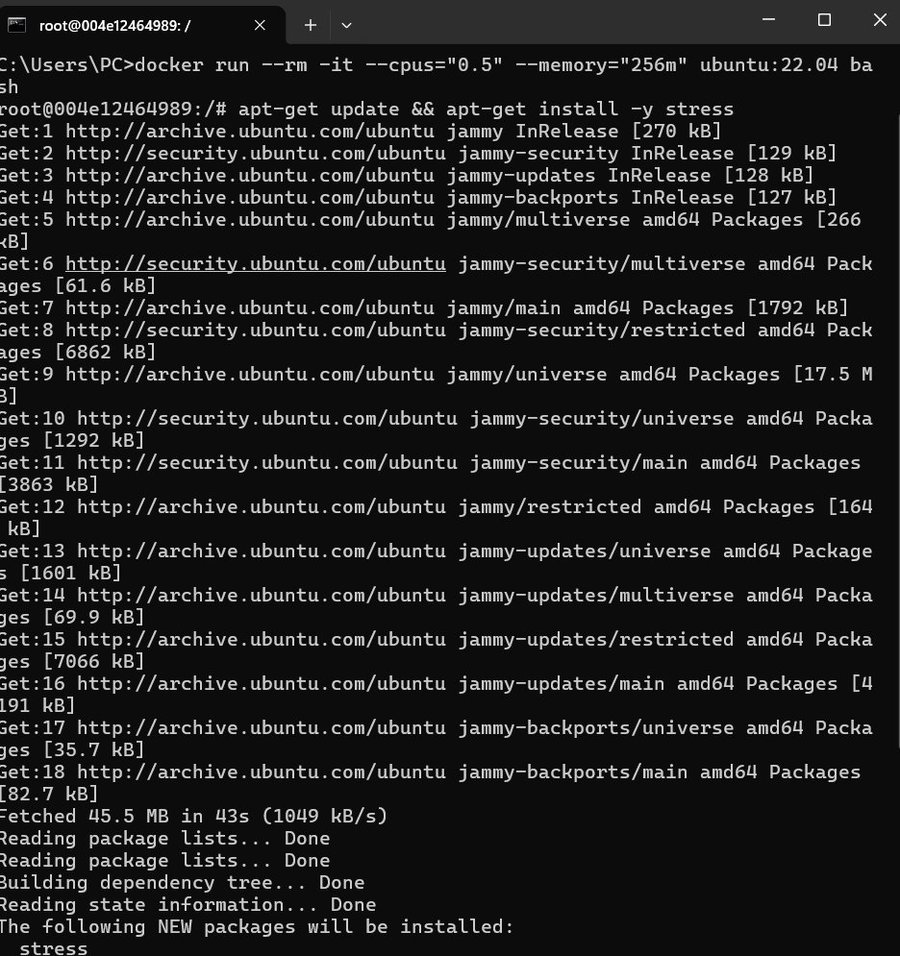 root@004e12464989: /
C:\Users\PC>docker run --rm -it --cpus="0.5" --memory="256m" ubuntu:22.04 ba
sh
root@004e12464989:/# apt-get update && apt-get install -y stress
Get:1 http://archive.ubuntu.com/ubuntu jammy InRelease [270 kB]
Get:2 http://security.ubuntu.com/ubuntu jammy-security InRelease [129 kB]
Get:3 http://archive.ubuntu.com/ubuntu jammy-updates InRelease [128 kB]
Get:4 http://archive.ubuntu.com/ubuntu jammy-backports InRelease [127 kB]
Get:5 http://archive.ubuntu.com/ubuntu jammy/multiverse amd64 Packages [266
kB]
Get:6 http://security.ubuntu.com/ubuntu jammy-security/multiverse amd64 Pack
ages [61.6 kB]
Get:7 http://archive.ubuntu.com/ubuntu jammy/main amd64 Packages [1792 kB]
Get:8 http://security.ubuntu.com/ubuntu jammy-security/restricted amd64 Pack
ages [6862 kB]
Get:9 http://archive.ubuntu.com/ubuntu jammy/universe amd64 Packages [17.5 M
B]
Get:10 http://security.ubuntu.com/ubuntu jammy-security/universe amd64 Packa
ges [1292 kB]
Get:11 http://security.ubuntu.com/ubuntu jammy-security/main amd64 Packages
[3863 kB]
Get:12 http://archive.ubuntu.com/ubuntu jammy/restricted amd64 Packages [164
 kB]
Get:13 http://archive.ubuntu.com/ubuntu jammy-updates/universe amd64 Package
s [1601 kB]
Get:14 http://archive.ubuntu.com/ubuntu jammy-updates/multiverse amd64 Packa
ges [69.9 kB]
Get:15 http://archive.ubuntu.com/ubuntu jammy-updates/restricted amd64 Packa
ges [7066 kB]
Get:16 http://archive.ubuntu.com/ubuntu jammy-updates/main amd64 Packages [4
191 kB]
Get:17 http://archive.ubuntu.com/ubuntu jammy-backports/universe amd64 Packa
ges [35.7 kB]
Get:18 http://archive.ubuntu.com/ubuntu jammy-backports/main amd64 Packages
[82.7 kB]
Fetched 45.5 MB in 43s (1049 kB/s)
Reading package lists... Done
Reading package lists... Done
Building dependency tree... Done
Reading state information... Done
The following NEW packages will be installed:
  stress